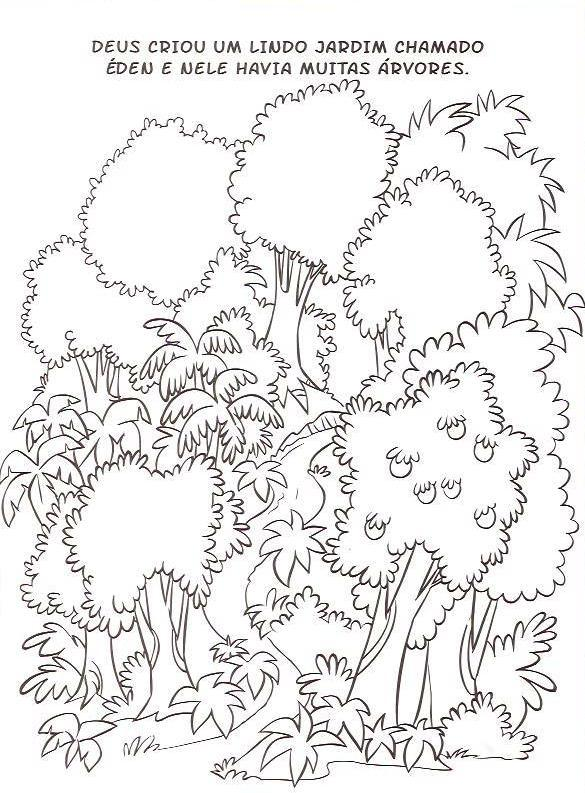 DEUS CRIOU UM LINDO JARDIM CHAMADO
ÉDEN E NELE HAVIA MUITAS ÁRVORES.